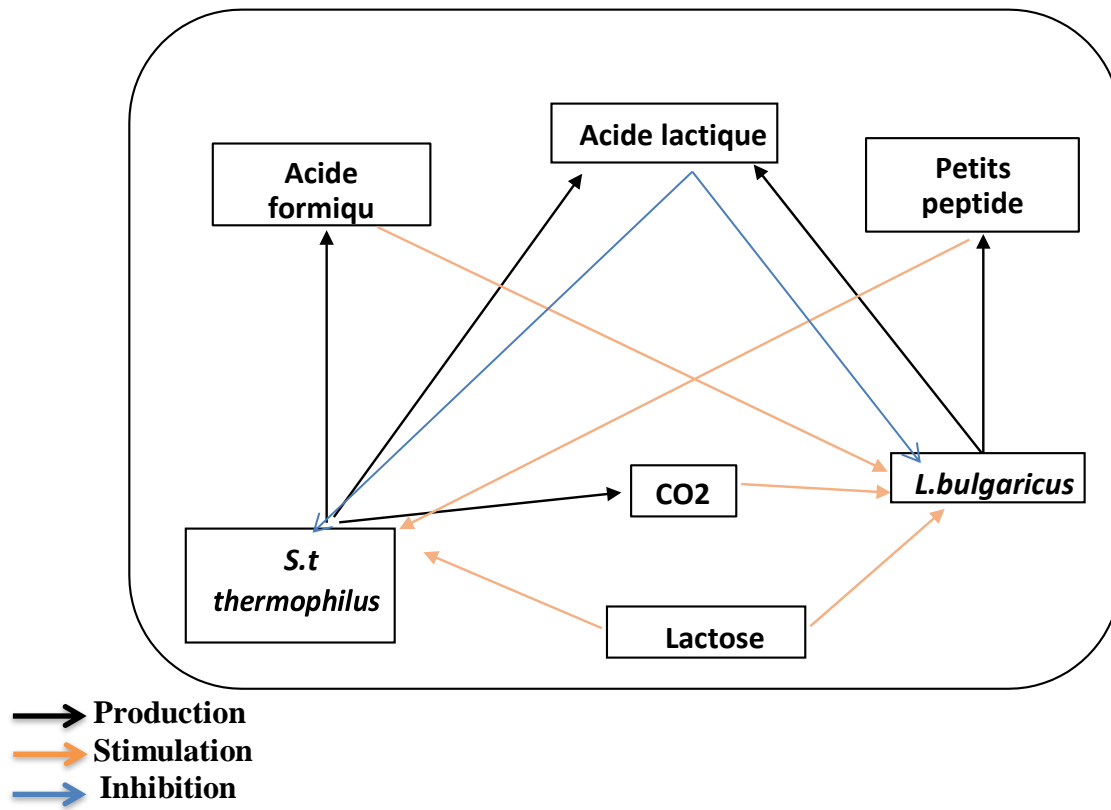 Acide lactique
Acide
formiqu
Petits
peptide
CO2
L.bulgaricus
S.t
thermophilus
Lactose
Production
Stimulation
Inhibition